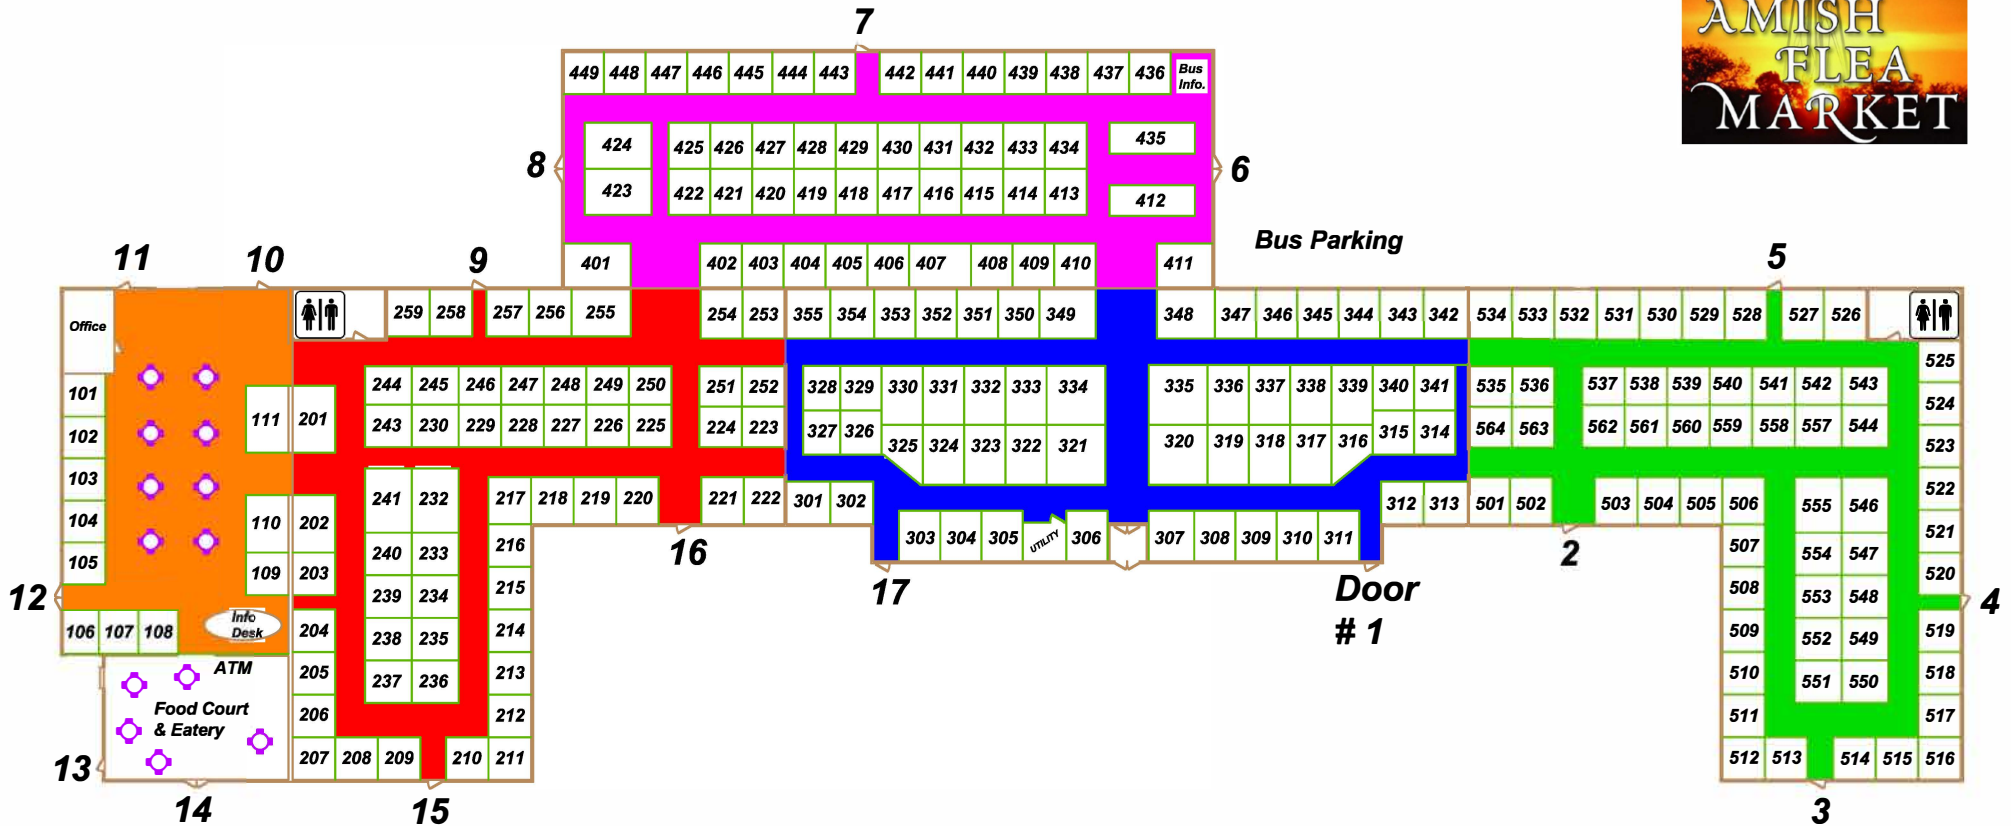 AMISH
FLEA
MARKET
7
449 448 447 446 445 444 443 442 441 440 439 438 437 436 Bus
Info.
424 425 426 427 428 429 430 431 432 433 434 435
8 6
423 422 421 420 419 418 417 416 415 414 413 412
Bus Parking
401 402 403 404 405 406 407 408 409 410 411
11 10 9 5
Office 259 258 257 256 255 254 253 355 354 353 352 351 350 349 348 347 346 345 344 343 342 534 533 532 531 530 529 528 527 526
525
101 244 245 246 247 248 249 250 251 252 328 329 330 331 332 333 334 335 336 337 338 339 340 341 535 536 537 538 539 540 541 542 543
524
111 201 243 230 229 228 227 226 225 224 223 327 326 325 324 323 322 321 320 319 318 317 316 315 314 564 563 562 561 560 559 558 557 544
102 523
103 241 232 217 218 219 220 221 222 301 302 312 313 501 502 503 504 505 506 555 546 522
104 110 202 303 304 305 UTILITY 306 307 308 309 310 311 521
105 109 203 240 233 216 16 17 Door
# 1
2 507 554 547 520
12 239 234 215 508 553 548 4
106 107 108 Info
Desk
204 238 235 214 509 552 549 519
ATM
205 237 236 213 510 551 550 518
Food Court
& Eatery
206 212 511 517
13 207 208 209 210 211 512 513 514 515 516
14 15 3